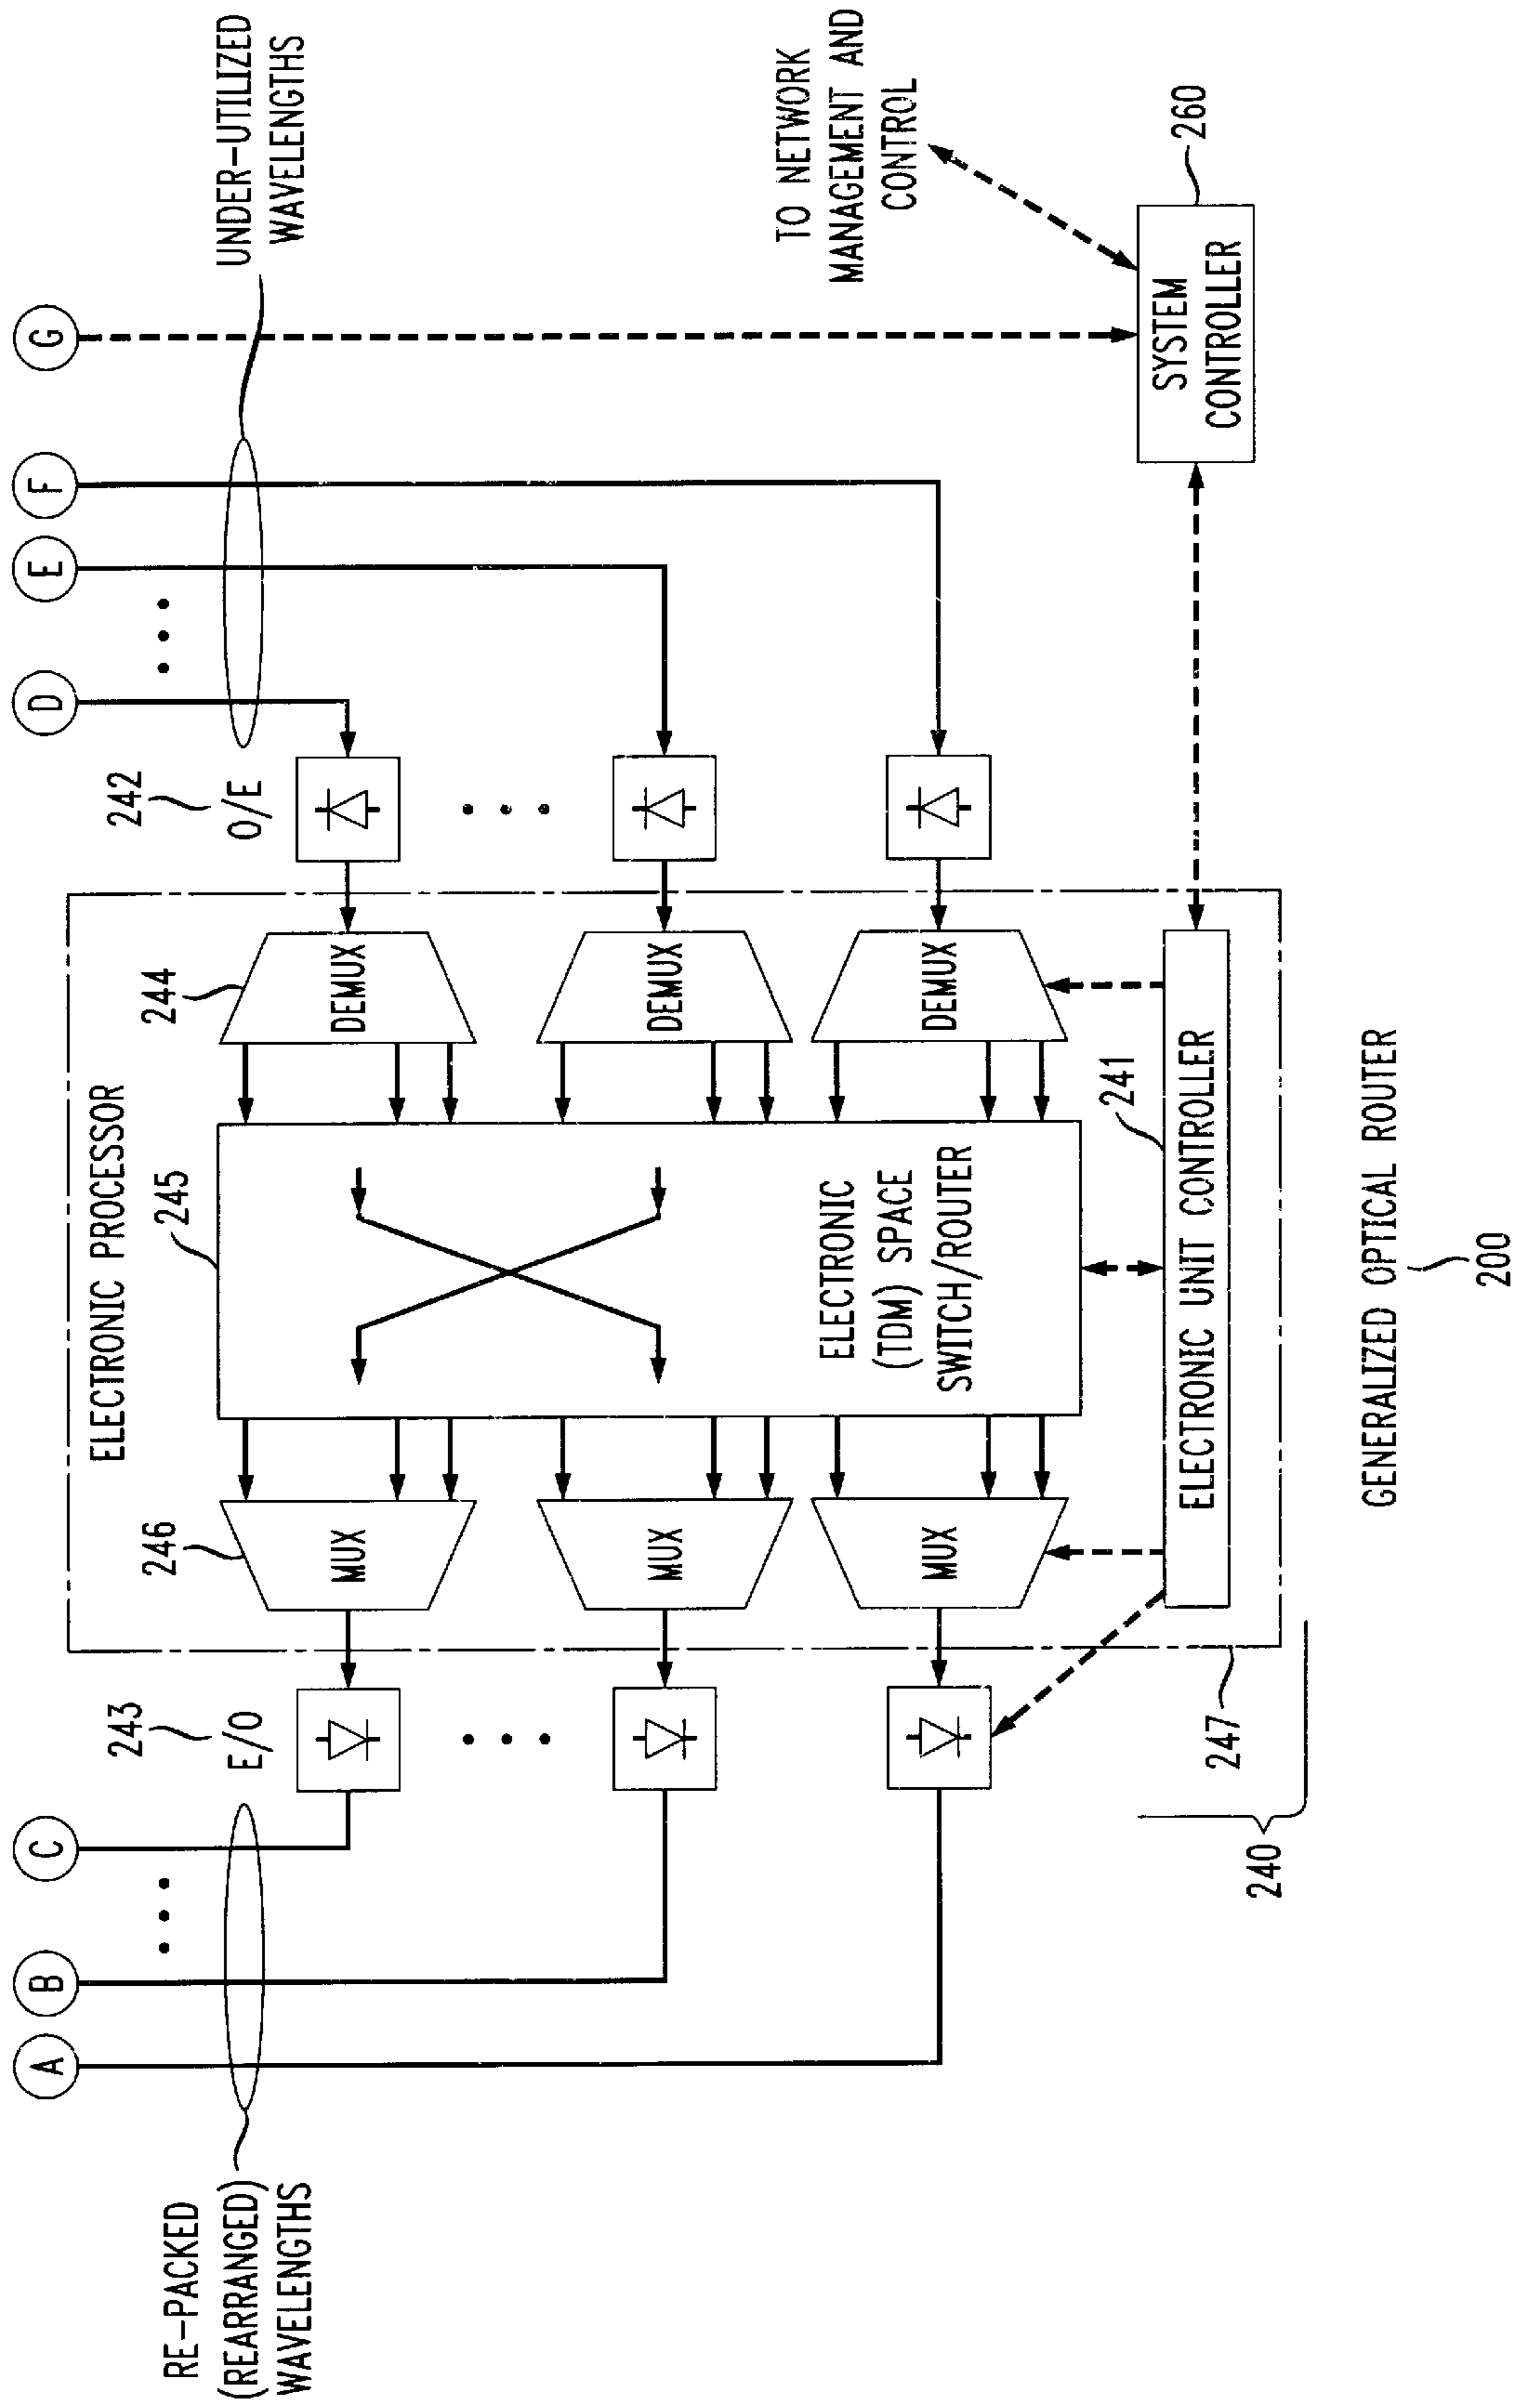 A
B
C
D
E
F
G
RE-PACKED
(REARRANGED)
WAVELENGTHS
UNDER-UTILIZED
WAVELENGTHS
243
E/O
242
O/E
ELECTRONIC PROCESSOR
246
245
244
MUX
MUX
MUX
DEMUX
DEMUX
DEMUX
ELECTRONIC
(TDM) SPACE
SWITCH/ROUTER
241
ELECTRONIC UNIT CONTROLLER
247
240
TO NETWORK
MANAGEMENT AND
CONTROL
SYSTEM
CONTROLLER
260
GENERALIZED OPTICAL ROUTER
200